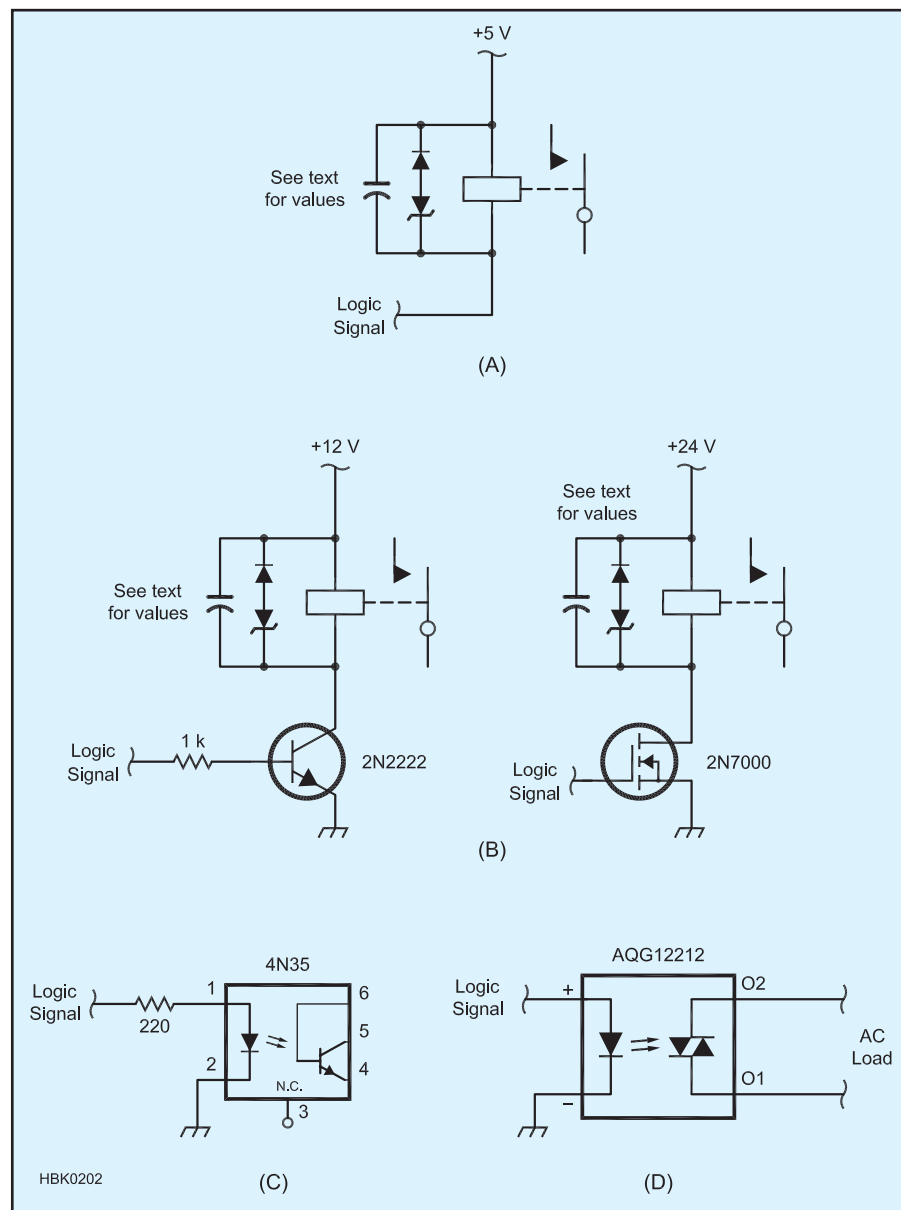 +5 V
See text
for values
Logic
Signal
(A)
+12 V
See text
for values
Logic
Signal
1 k
2N2222
+24 V
See text
for values
Logic
Signal
2N7000
(B)
4N35
Logic
Signal
220
1
2
N.C.
3
6
5
4
(C)
AQG12212
Logic
Signal
+
–
O2
O1
AC
Load
(D)
HBK0202